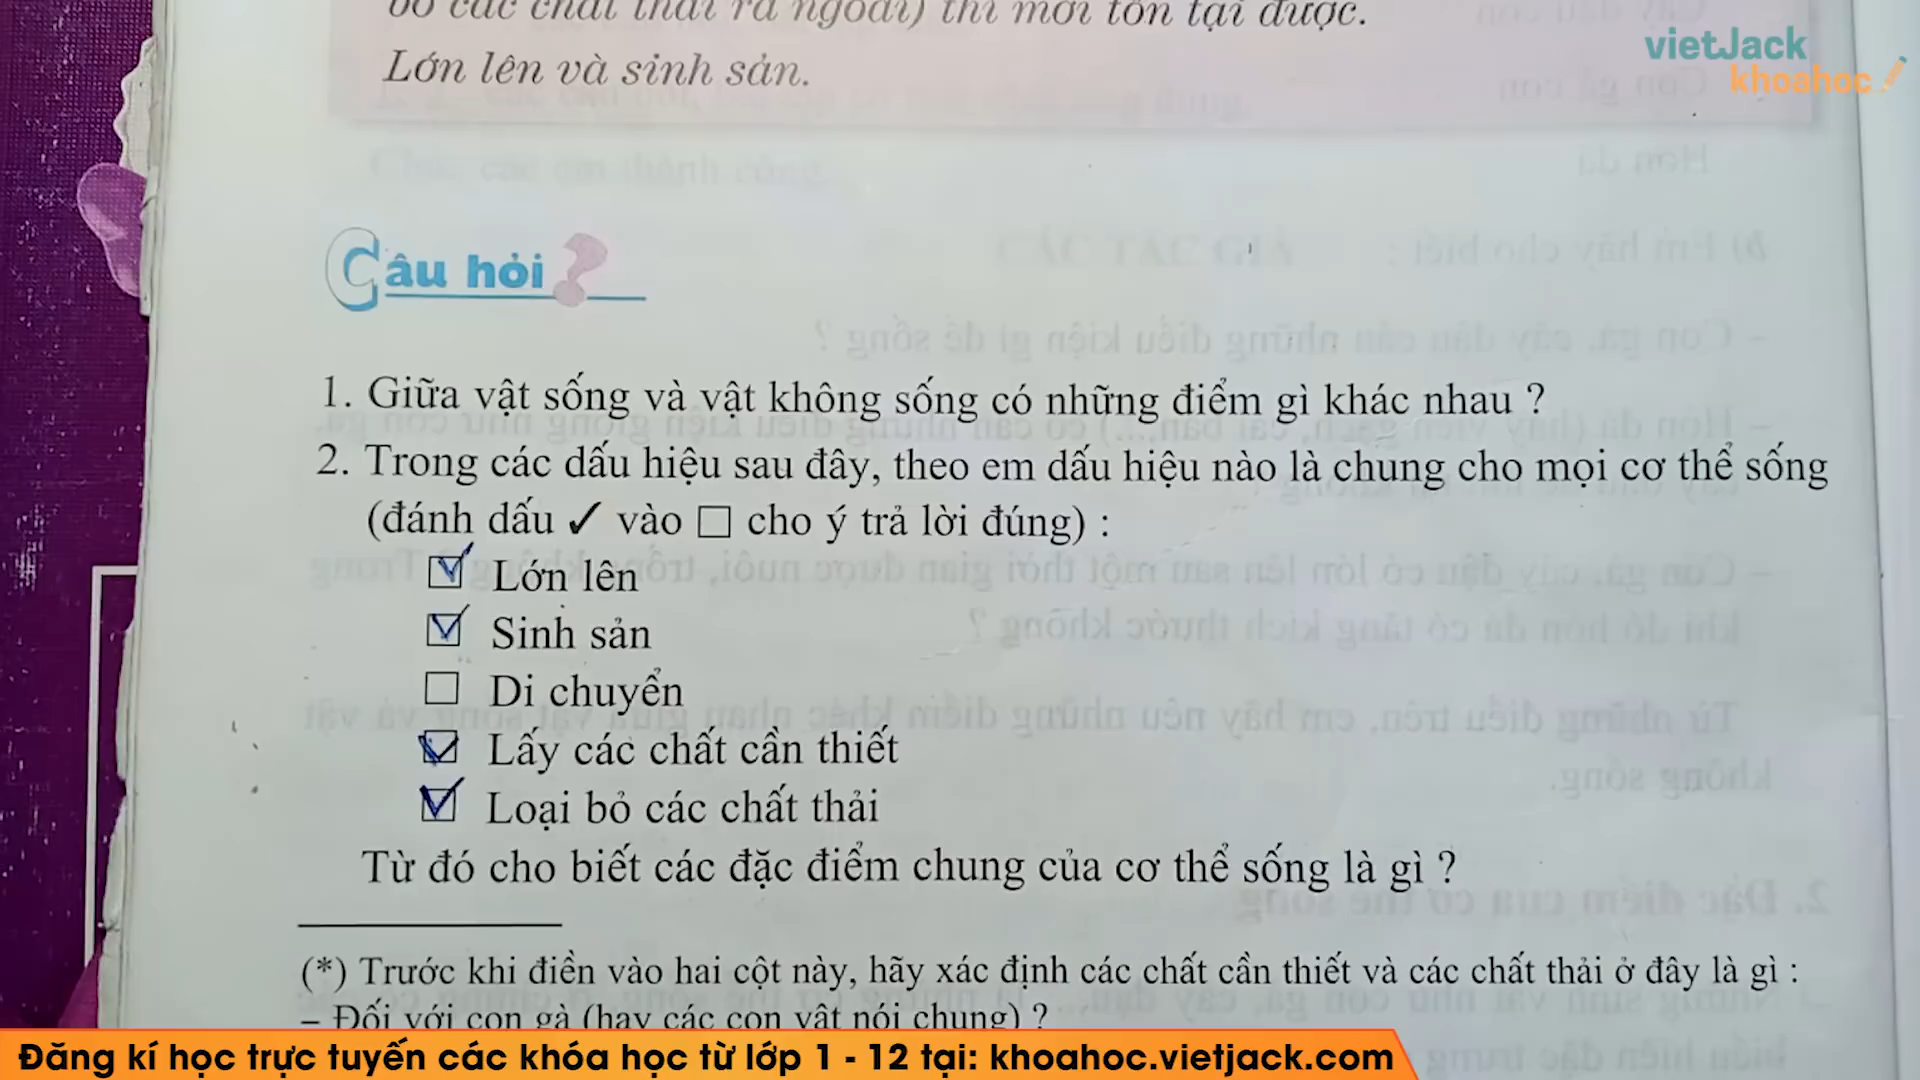 bỏ các chất thải ra ngoài) thì mới tồn tại được.
Lớn lên và sinh sản.
vietJack
khoahoc
Câu hỏi ?
1. Giữa vật sống và vật không sống có những điểm gì khác nhau ?
2. Trong các dấu hiệu sau đây, theo em dấu hiệu nào là chung cho mọi cơ thể sống
(đánh dấu ✓ vào □ cho ý trả lời đúng) :
☑ Lớn lên
☑ Sinh sản
□ Di chuyển
☑ Lấy các chất cần thiết
☑ Loại bỏ các chất thải
Từ đó cho biết các đặc điểm chung của cơ thể sống là gì ?
(*) Trước khi điền vào hai cột này, hãy xác định các chất cần thiết và các chất thải ở đây là gì :
– Đối với con gà (hay các con vật nói chung) ?
Đăng kí học trực tuyến các khóa học từ lớp 1 - 12 tại: khoahoc.vietjack.com